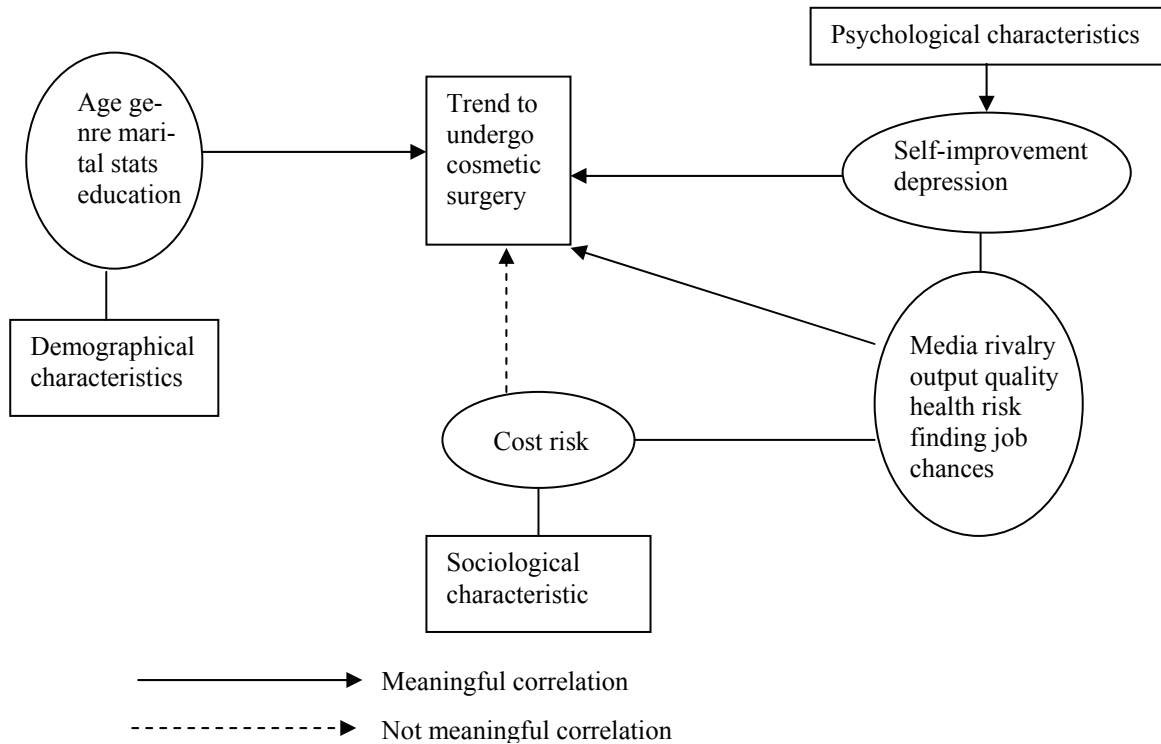 Psychological characteristics
Age ge-
nre mari-
tal stats
education
Trend to
undergo
cosmetic
surgery
Self-improvement
depression
Demographical
characteristics
Media rivalry
output quality
health risk
finding job
chances
Cost risk
Sociological
characteristic
Meaningful correlation
Not meaningful correlation